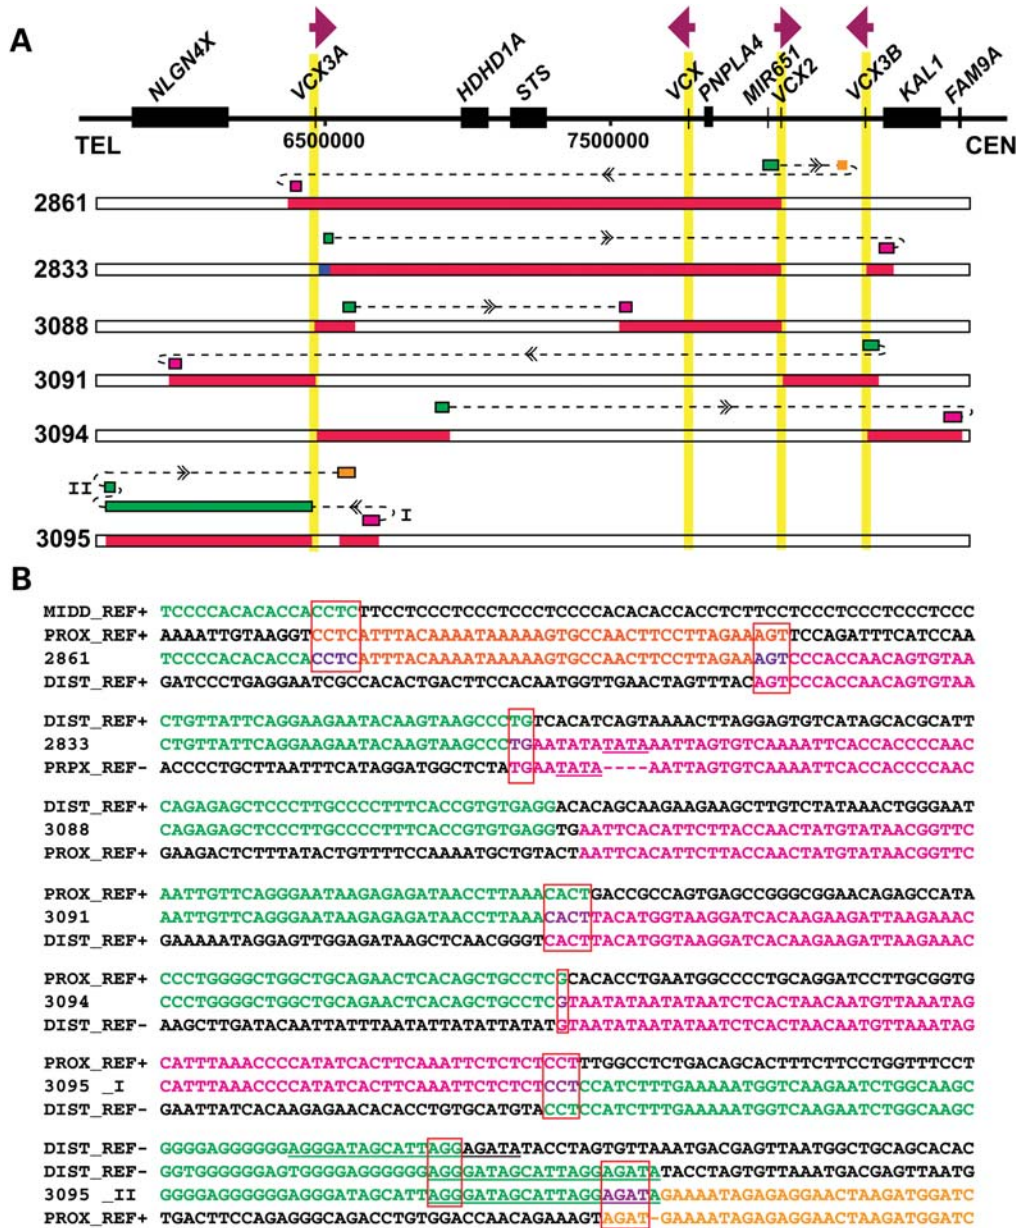 A
NLGN4X VCX3A HDHD1A STS VCX PNPLA4 MIR651 VCX2 VCX3B KAL1 FAM9A
TEL 6500000 7500000 CEN
2861
2833
3088
3091
3094
II
I
3095
B
MIDD_REF+ TCCCCACACACCACCTCTTCCTCCCTCCCTCCCTCCCCACACACCACCTCTTCCTCCCTCCCTCCCTCCC
PROX_REF+ AAAATTGTAAGGTCCTCATTTACAAAATAAAAAGTGCCAACTTCCTTAGAAAGTTCCAGATTTCATCCAA
2861 TCCCCACACACCACCTCATTTACAAAATAAAAAGTGCCAACTTCCTTAGAAAGTCCCACCAACAGTGTAA
DIST_REF+ GATCCCTGAGGAATCGCCACACTGACTTCCACAATGGTTGAACTAGTTTACAGTCCCACCAACAGTGTAA
DIST_REF+ CTGTTATTCAGGAAGAATACAAGTAAGCCCTGTCACATCAGTAAAACTTAGGAGTGTCATAGCACGCATT
2833 CTGTTATTCAGGAAGAATACAAGTAAGCCCTGAATATATATAAATTAGTGTCAAAATTCACCACCCCAAC
PRPX_REF- ACCCCTGCTTAATTTCATAGGATGGCTCTATGAATATA----AATTAGTGTCAAAATTCACCACCCCAAC
DIST_REF+ CAGAGAGCTCCCTTGCCCCTTTCACCGTGTGAGGACACAGCAAGAAGAAGCTTGTCTATAAACTGGGAAT
3088 CAGAGAGCTCCCTTGCCCCTTTCACCGTGTGAGGTGAATTCACATTCTTACCAACTATGTATAACGGTTC
PROX_REF+ GAAGACTCTTTATACTGTTTTCCAAAATGCTGTACTAATTCACATTCTTACCAACTATGTATAACGGTTC
PROX_REF+ AATTGTTCAGGGAATAAGAGAGATAACCTTAAACACTGACCGCCAGTGAGCCGGGCGGAACAGAGCCATA
3091 AATTGTTCAGGGAATAAGAGAGATAACCTTAAACACTTACATGGTAAGGATCACAAGAAGATTAAGAAAC
DIST_REF+ GAAAAATAGGAGTTGGAGATAAGCTCAACGGGTCACTTACATGGTAAGGATCACAAGAAGATTAAGAAAC
PROX_REF+ CCCTGGGGCTGGCTGCAGAACTCACAGCTGCCTCGCACACCTGAATGGCCCCTGCAGGATCCTTGCGGTG
3094 CCCTGGGGCTGGCTGCAGAACTCACAGCTGCCTCGTAATATAATATAATCTCACTAACAATGTTAAATAG
DIST_REF- AAGCTTGATACAATTATTTAATATTATATTATATGTAATATAATATAATCTCACTAACAATGTTAAATAG
PROX_REF+ CATTTAAACCCCATATCACTTCAAATTCTCTCTCCTTTGGCCTCTGACAGCACTTTCTTCCTGGTTTCCT
3095 _I CATTTAAACCCCATATCACTTCAAATTCTCTCTCCTCCATCTTTGAAAAATGGTCAAGAATCTGGCAAGC
DIST_REF- GAATTATCACAAGAGAACACACCTGTGCATGTACCTCCATCTTTGAAAAATGGTCAAGAATCTGGCAAGC
DIST_REF- GGGGAGGGGGGAGGGATAGCATTAGGAGATATACCTAGTGTTAAATGACGAGTTAATGGCTGCAGCACAC
DIST_REF- GGTGGGGGGAGTGGGGAGGGGGGAGGGATAGCATTAGGAGATATACCTAGTGTTAAATGACGAGTTAATG
3095 _II GGGGAGGGGGGAGGGATAGCATTAGGGATAGCATTAGGAGATAGAAAATAGAGAGGAACTAAGATGGATC
PROX_REF+ TGACTTCCAGAGGGCAGACCTGTGGACCAACAGAAAGTAGAT-GAAAATAGAGAGGAACTAAGATGGATC